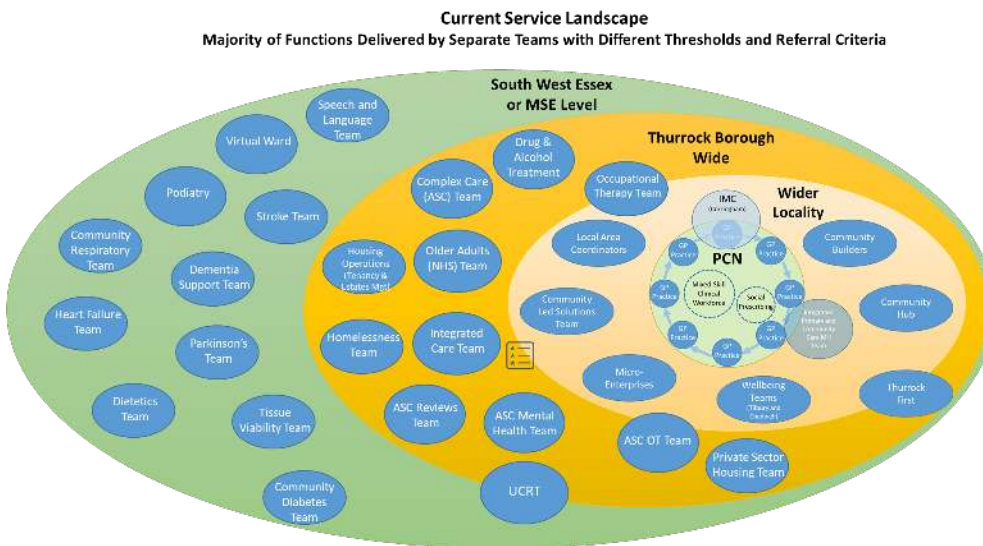 Current Service Landscape
Majority of Functions Delivered by Separate Teams with Different Thresholds and Referral Criteria
South West Essex
or MSE Level
Speech and
Language
Team
Virtual Ward
Podiatry
Stroke Team
Community
Respiratory
Team
Dementia
Support Team
Heart Failure
Team
Parkinson's
Team
Dietetics
Team
Tissue
Viability Team
Community
Diabetes
Team
Thurrock Borough
Wide
Drug &
Alcohol
Treatment
Complex Care
(ASC) Team
Occupational
Therapy Team
Housing
Operations
(Tenancy &
Estates Mgt)
Older Adults
(NHS) Team
Homelessness
Team
Integrated
Care Team
ASC Reviews
Team
ASC Mental
Health Team
UCRT
ASC OT Team
Private Sector
Housing Team
Thurrock
First
Wider
Locality
Local Area
Coordinators
Community
Builders
Community
Led Solutions
Team
Community
Hub
Micro-
Enterprises
Wellbeing
Teams
IMC
PCN
Mixed Skill
Clinical
Workforce
Social
Prescribing
GP
Practice
GP
Practice
GP
Practice
GP
Practice
GP
Practice
GP
Practice
GP
Practice
GP
Practice